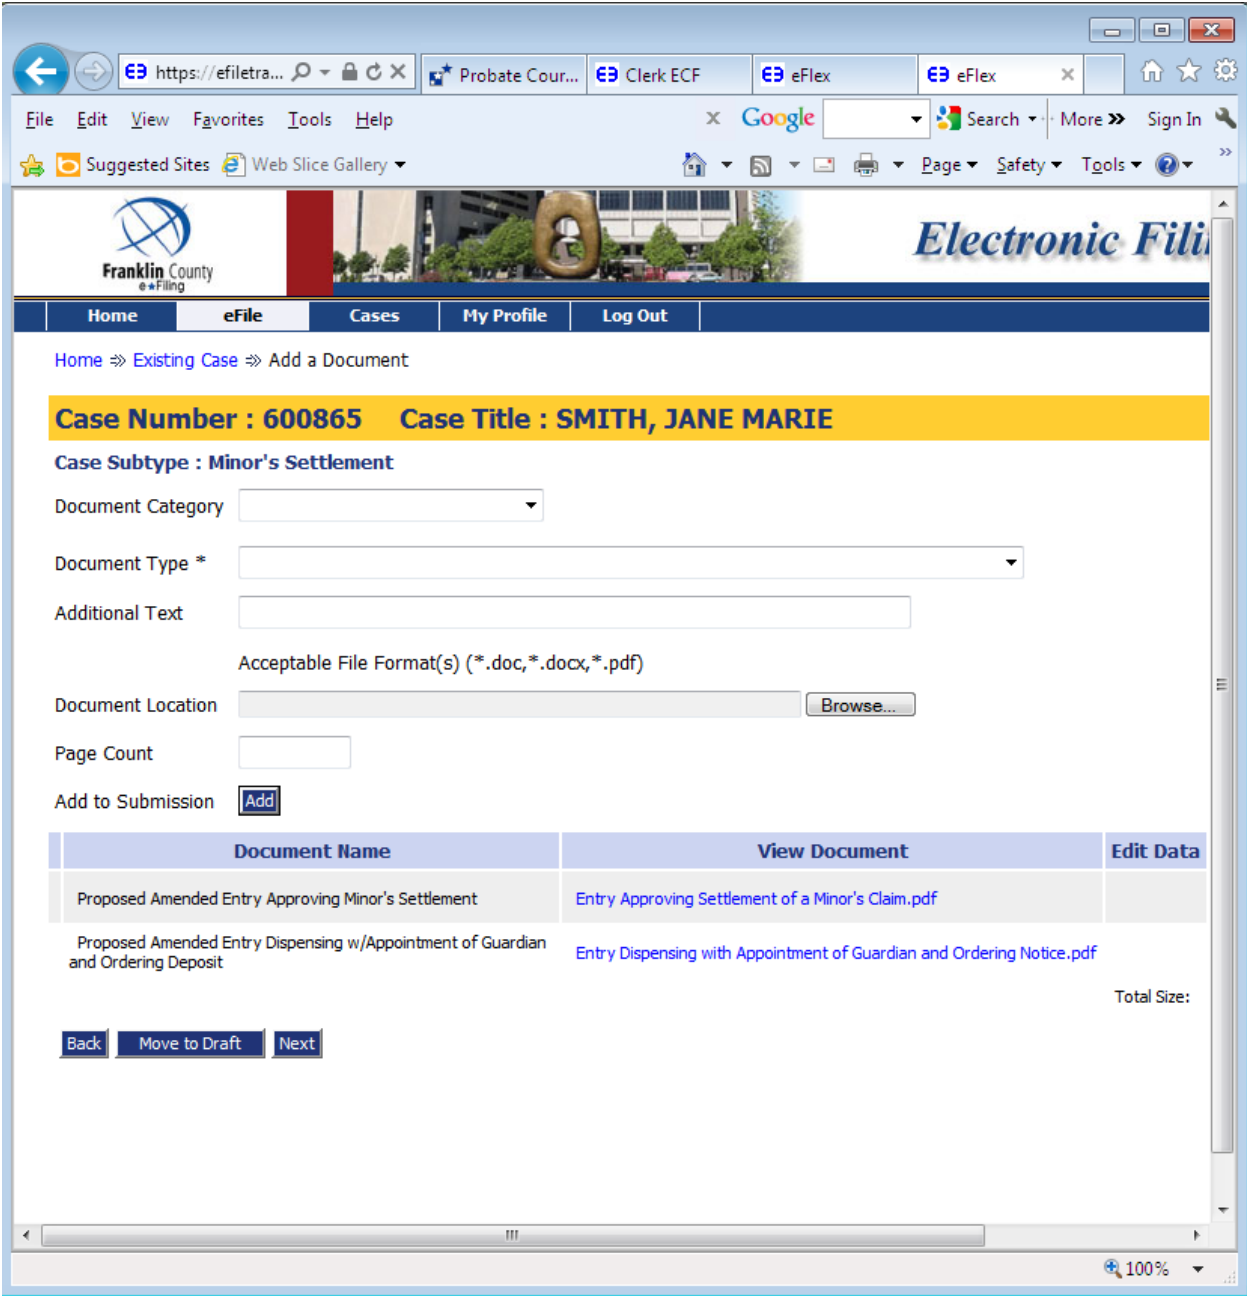 https://efiletra...
Probate Cour...
Clerk ECF
eFlex
eFlex
File Edit View Favorites Tools Help
x Google Search More » Sign In
Suggested Sites Web Slice Gallery
Page Safety Tools »
Franklin County
e★Filing
Electronic Fili
Home eFile Cases My Profile Log Out
Home ⇒ Existing Case ⇒ Add a Document
Case Number : 600865 Case Title : SMITH, JANE MARIE
Case Subtype : Minor's Settlement
Document Category
Document Type *
Additional Text
Acceptable File Format(s) (*.doc,*.docx,*.pdf)
Document Location Browse...
Page Count
Add to Submission Add
Document Name View Document Edit Data
Proposed Amended Entry Approving Minor's Settlement Entry Approving Settlement of a Minor's Claim.pdf
Proposed Amended Entry Dispensing w/Appointment of Guardian
and Ordering Deposit
Entry Dispensing with Appointment of Guardian and Ordering Notice.pdf
Total Size:
Back Move to Draft Next
100%